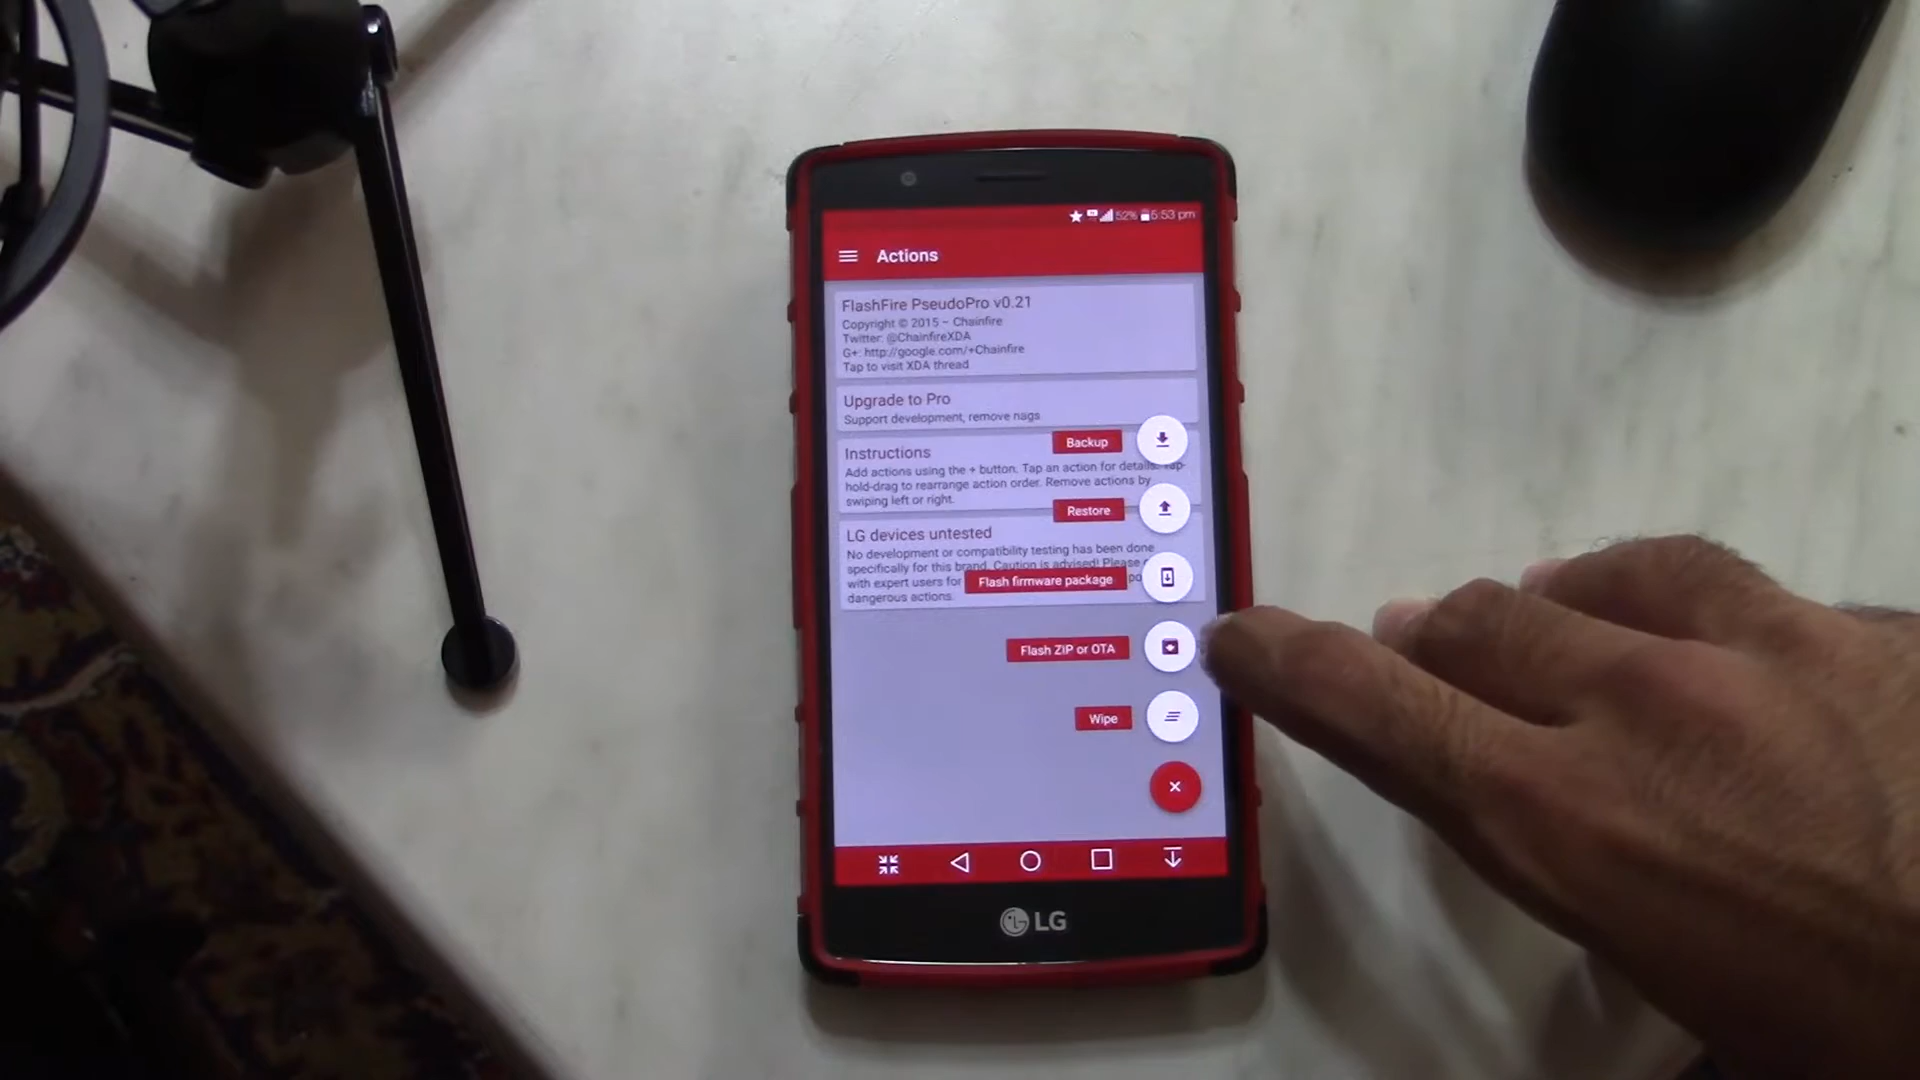 52% 5:53 pm
Actions
FlashFire PseudoPro v0.21
Copyright © 2015 – Chainfire
Twitter: @ChainfireXDA
G+: http://google.com/+Chainfire
Tap to visit XDA thread
Upgrade to Pro
Support development, remove nags
Backup
Instructions
Add actions using the + button. Tap an action for details. Tap-
hold-drag to rearrange action order. Remove actions by
swiping left or right.
Restore
LG devices untested
No development or compatibility testing has been done
specifically for this brand. Caution is advised! Please
with expert users for
dangerous actions.
Flash firmware package
Flash ZIP or OTA
Wipe
LG